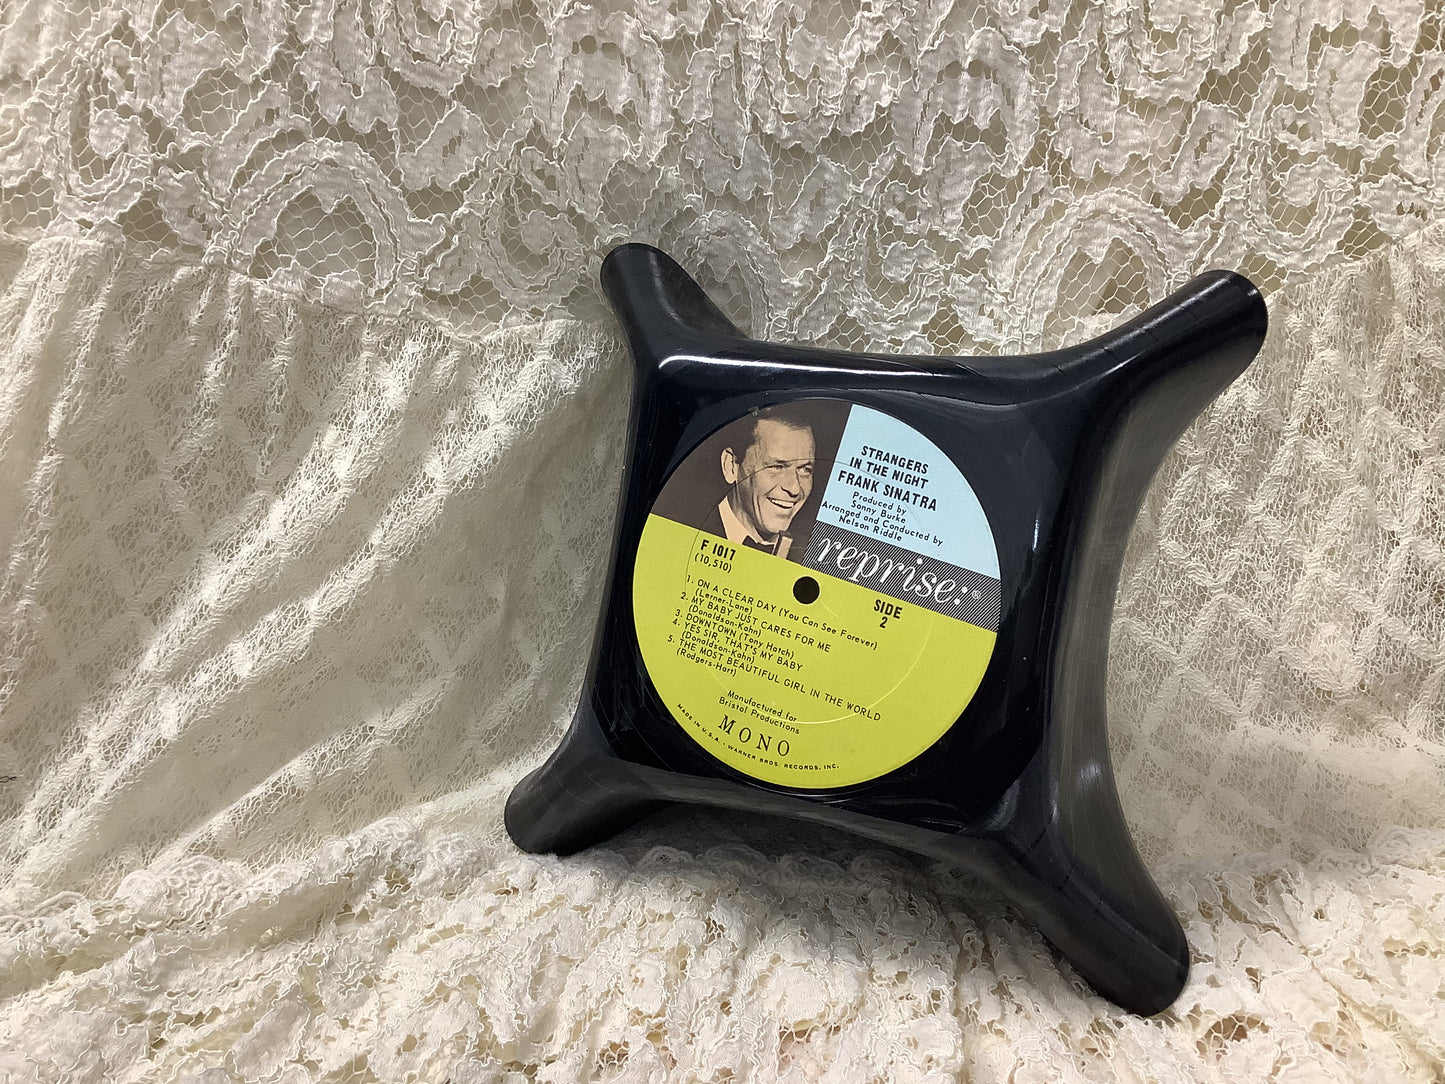 STRANGERS
IN THE NIGHT
FRANK SINATRA
Produced by
Sonny Burke
Arranged and Conducted by
Nelson Riddle
reprise:®
F 1017
(10,510)
SIDE
2
1. ON A CLEAR DAY (You Can See Forever)
(Lerner-Lane)
2. MY BABY JUST CARES FOR ME
(Donaldson-Kahn)
3. DOWNTOWN (Tony Hatch)
4. YES SIR, THAT'S MY BABY
(Donaldson-Kahn)
5. THE MOST BEAUTIFUL GIRL IN THE WORLD
(Rodgers-Hart)
Manufactured for
Bristol Productions
MONO
MADE IN U.S.A. • WARNER BROS. RECORDS, INC.